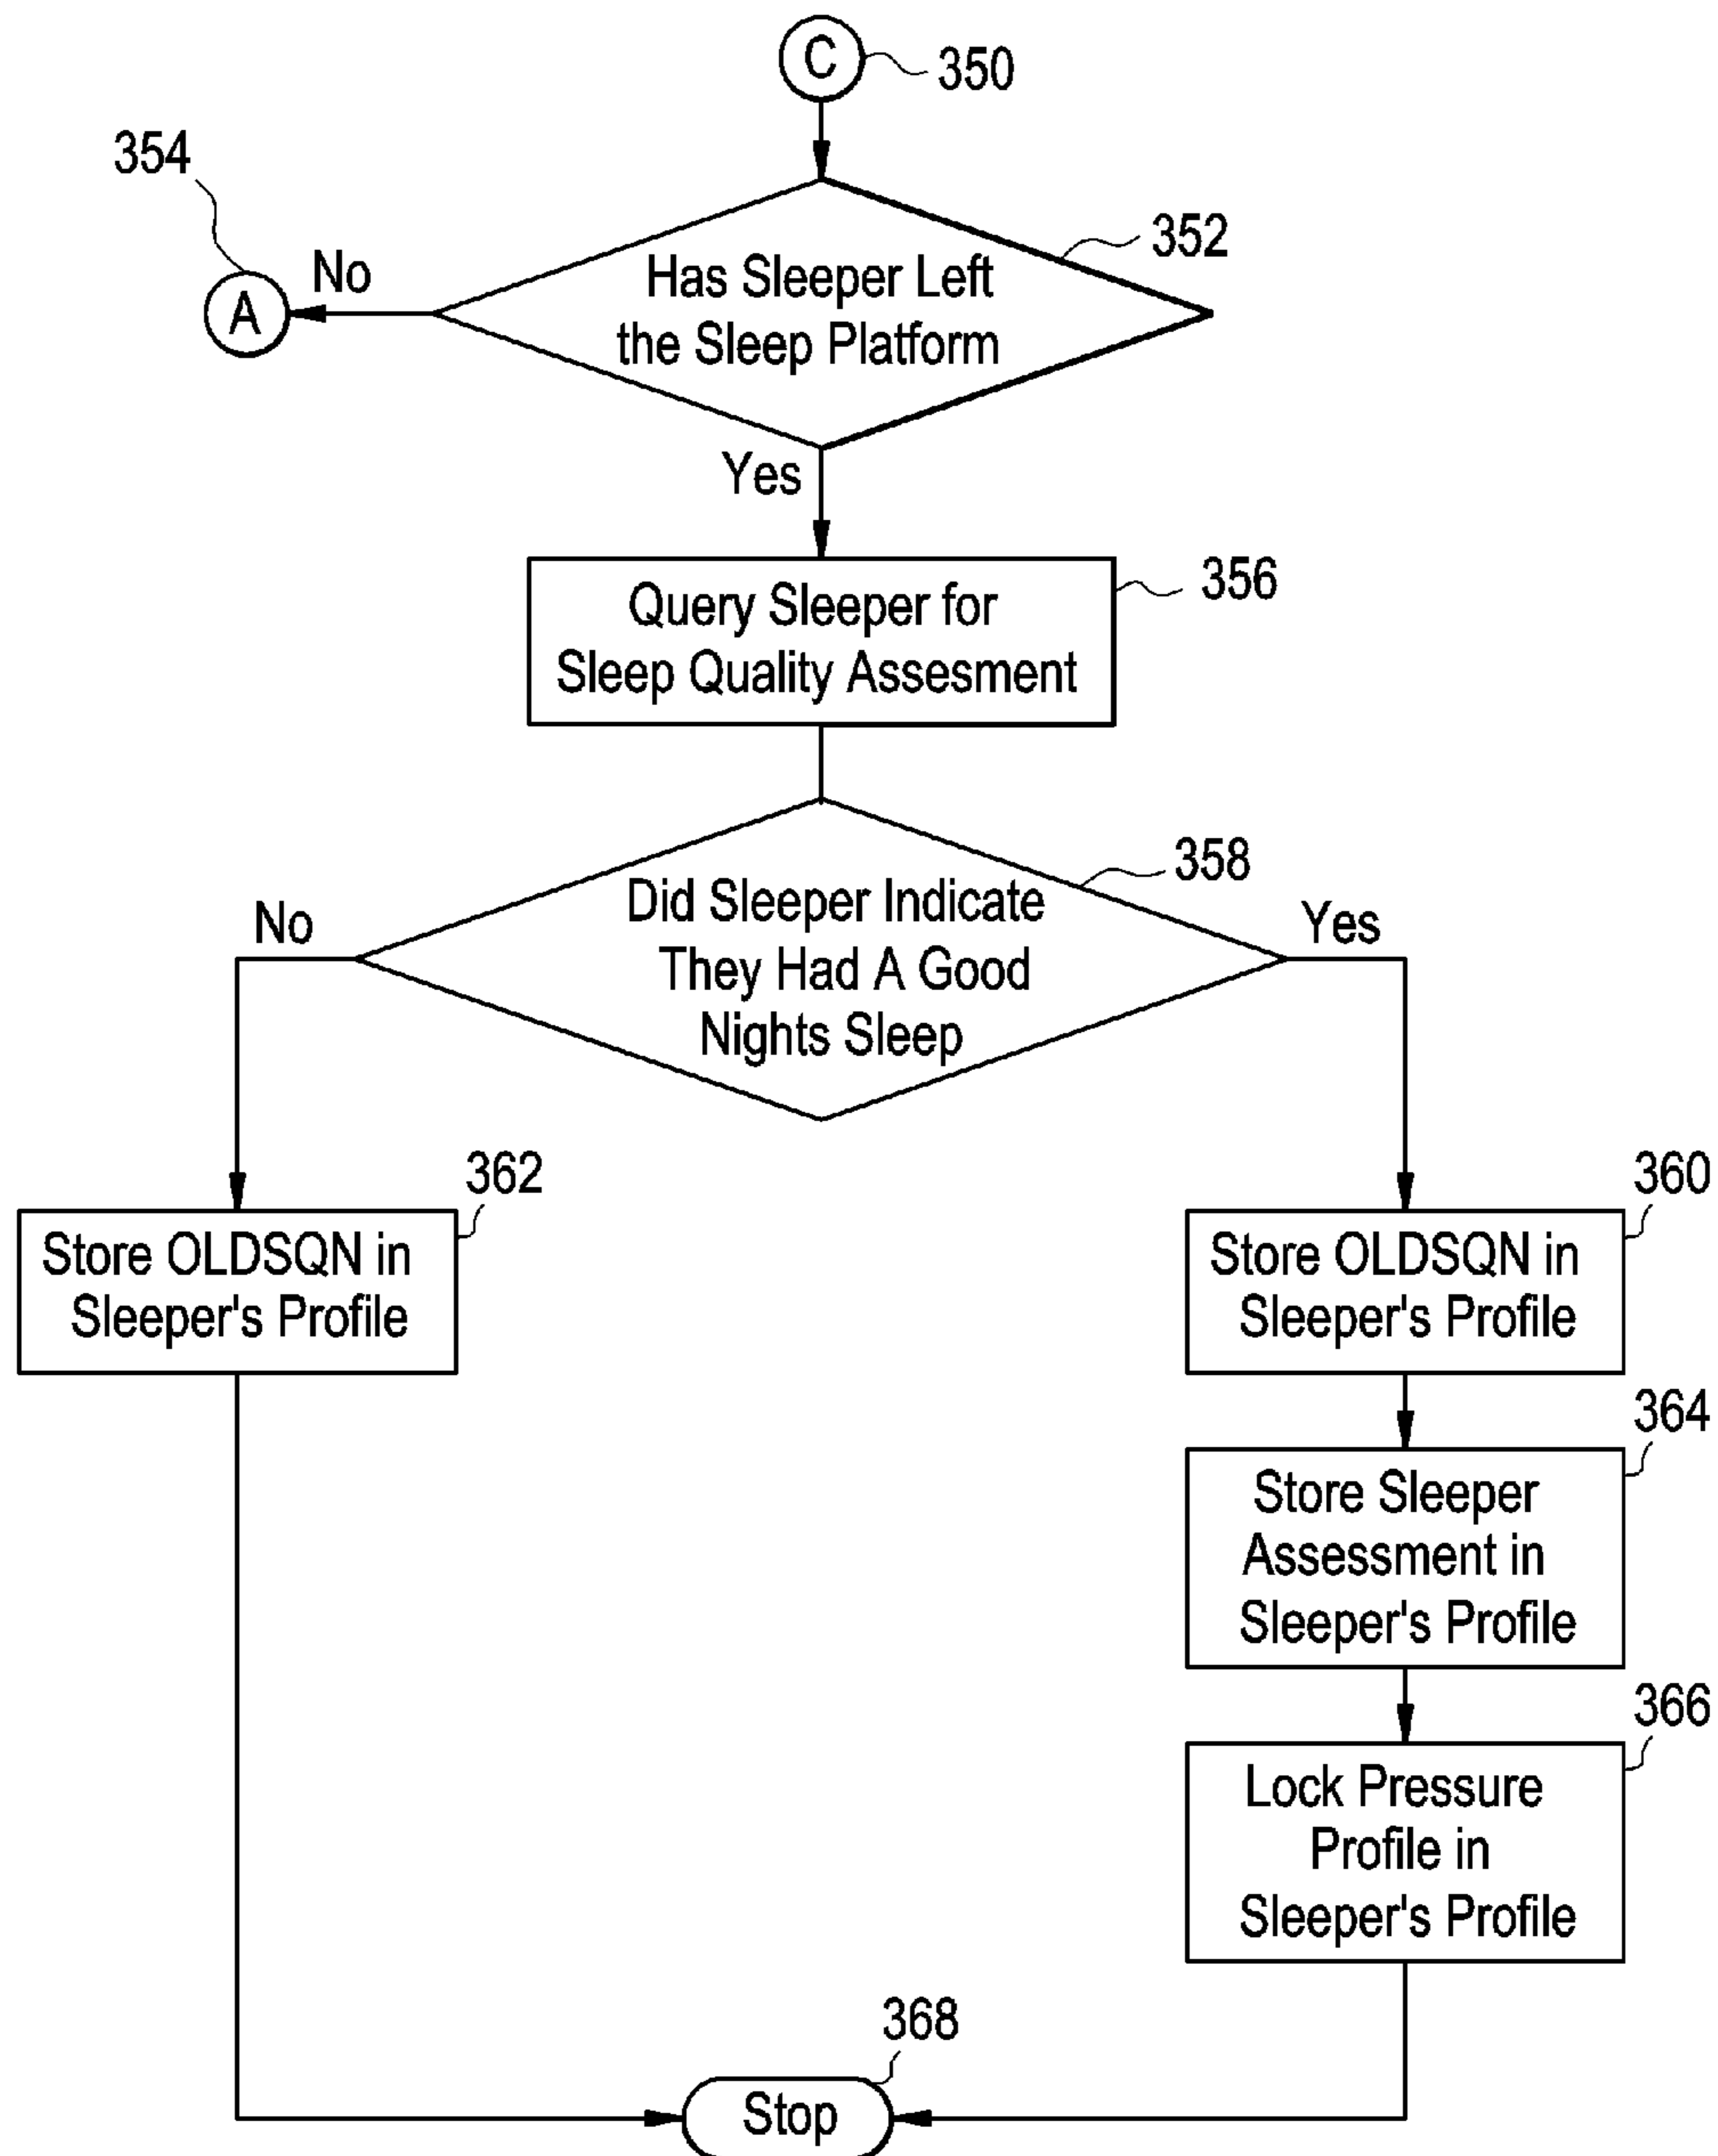 C
350
354
No
352
A
Has Sleeper Left
the Sleep Platform
Yes
356
Query Sleeper for
Sleep Quality Assesment
358
No
Did Sleeper Indicate
They Had A Good
Nights Sleep
Yes
362
360
Store OLDSQN in
Sleeper's Profile
Store OLDSQN in
Sleeper's Profile
364
Store Sleeper
Assessment in
Sleeper's Profile
366
Lock Pressure
Profile in
Sleeper's Profile
368
Stop